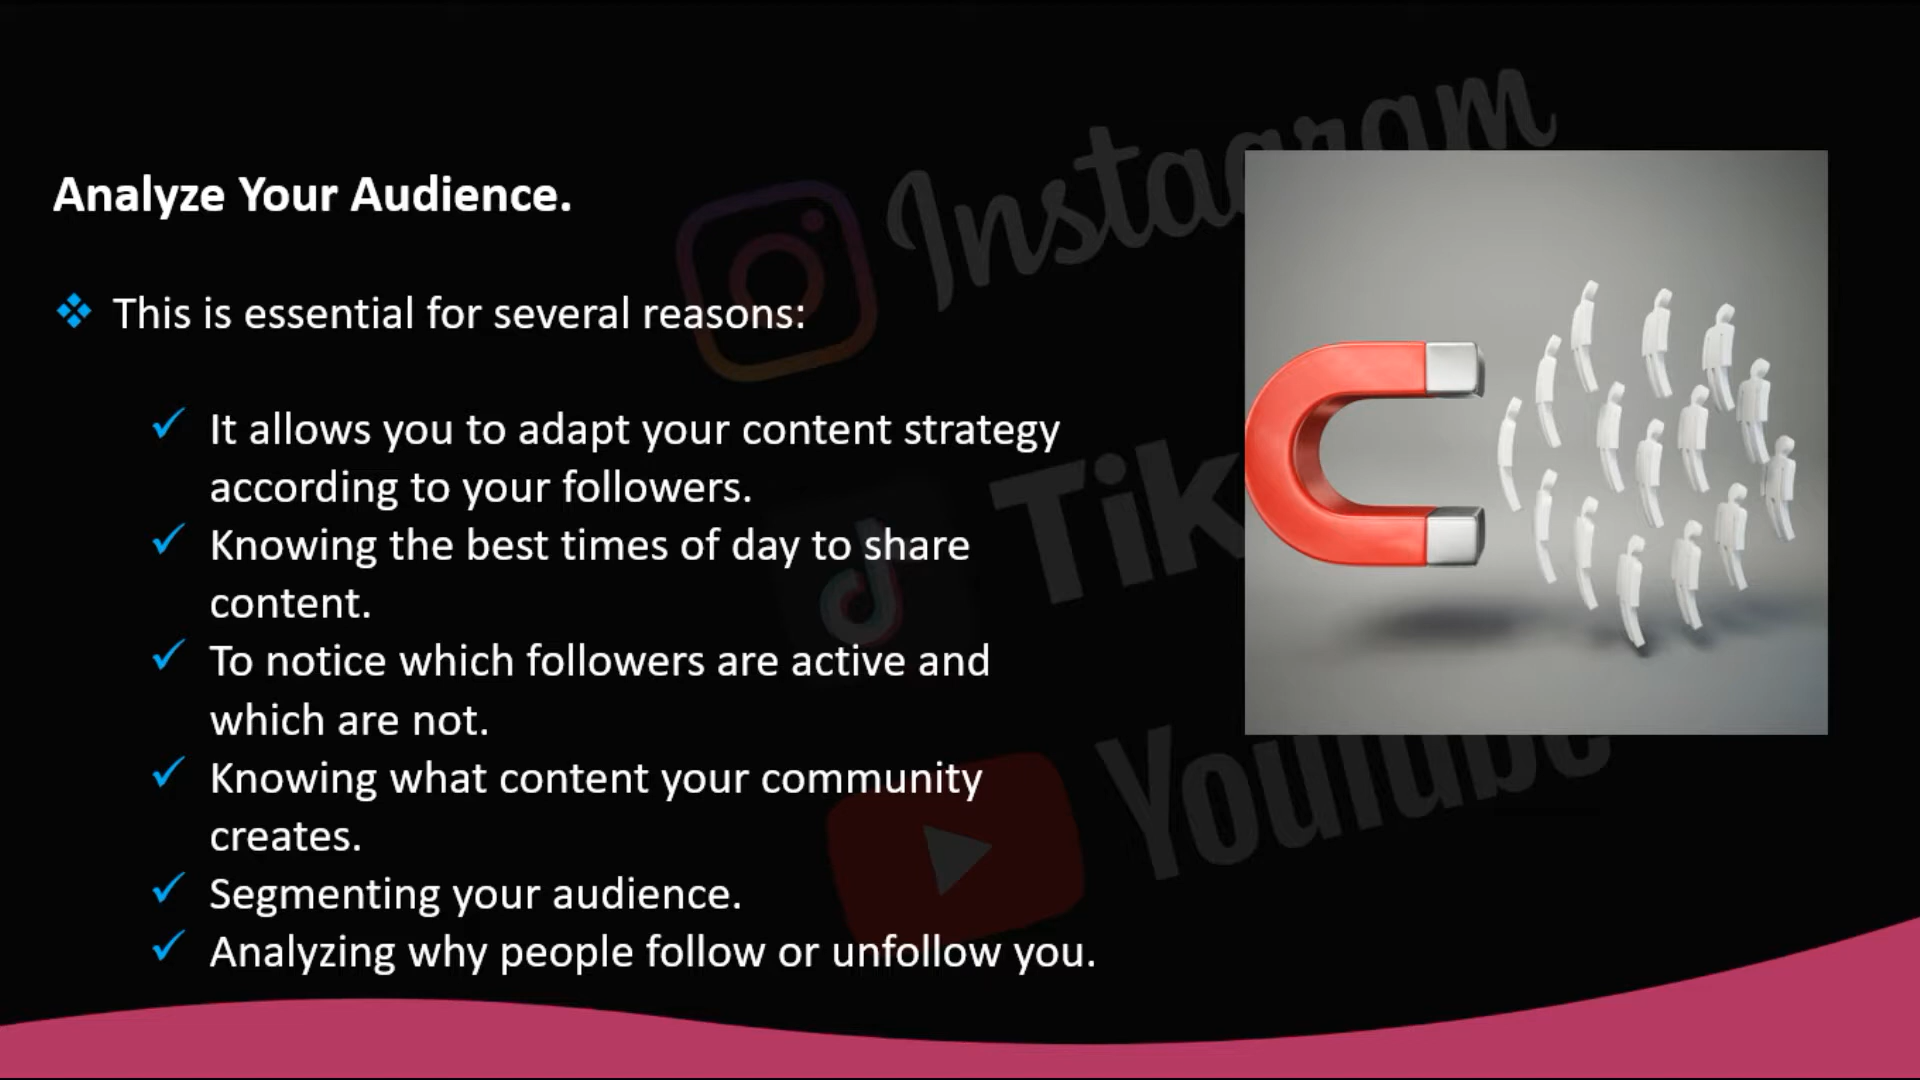 Instagram
Analyze Your Audience.
This is essential for several reasons:
It allows you to adapt your content strategy
according to your followers.
Tik
Knowing the best times of day to share
content.
To notice which followers are active and
which are not.
YouTube
Knowing what content your community
creates.
Segmenting your audience.
Analyzing why people follow or unfollow you.